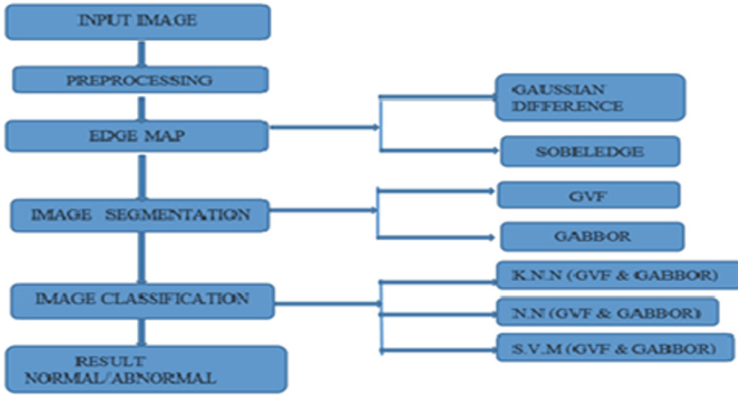 INPUT IMAGE
PREPROCESSING
EDGE MAP
IMAGE SEGMENTATION
IMAGE CLASSIFICATION
RESULT
NORMAL/ABNORMAL
GAUSSIAN
DIFFERENCE
SOBELEDGE
GVF
GABBOR
K.N.N (GVF & GABBOR)
N.N (GVF & GABBOR)
S.V.M (GVF & GABBOR)